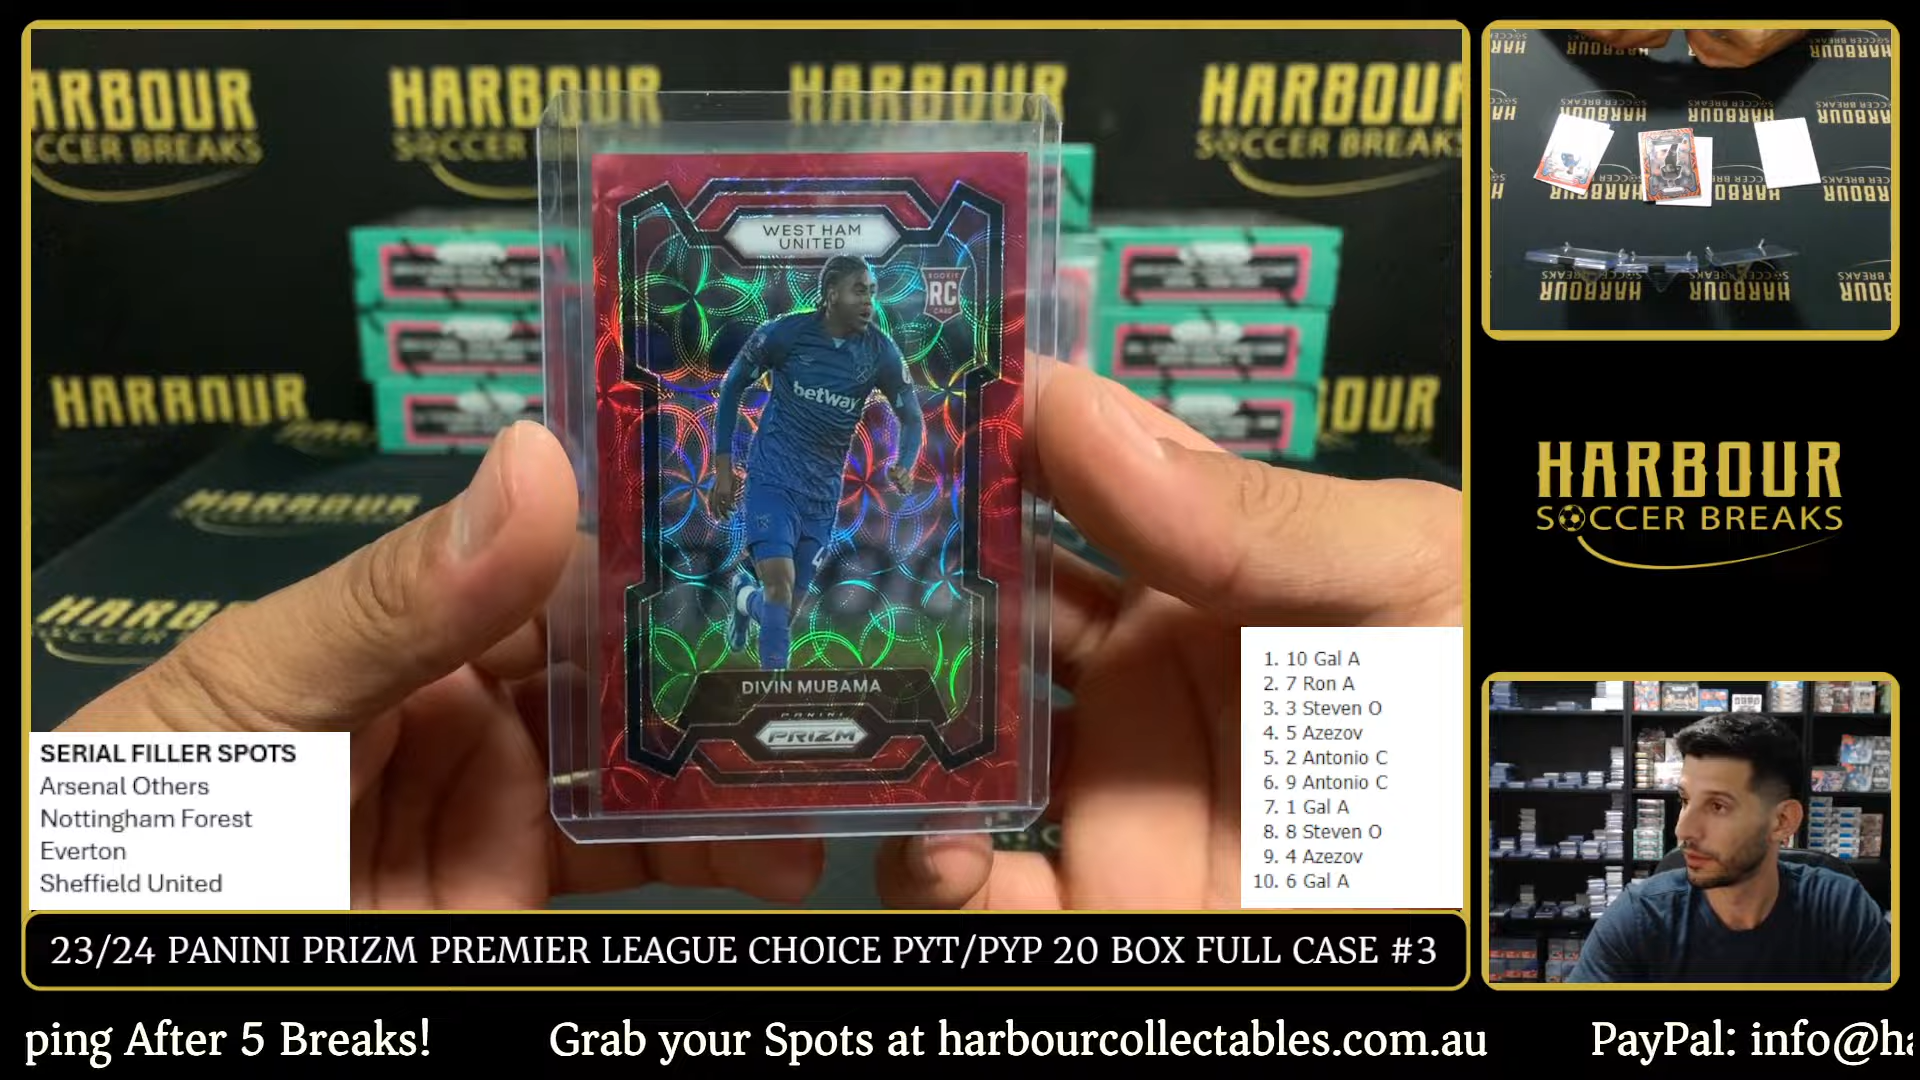 HARBOUR
SOCCER BREAKS
WEST HAM
UNITED
ROOKIE
RC
CARD
betway
DIVIN MUBAMA
PANINI
PRIZM
SERIAL FILLER SPOTS
Arsenal Others
Nottingham Forest
Everton
Sheffield United
1. 10 Gal A
2. 7 Ron A
3. 3 Steven O
4. 5 Azezov
5. 2 Antonio C
6. 9 Antonio C
7. 1 Gal A
8. 8 Steven O
9. 4 Azezov
10. 6 Gal A
HARBOUR
SOCCER BREAKS
23/24 PANINI PRIZM PREMIER LEAGUE CHOICE PYT/PYP 20 BOX FULL CASE #3
ping After 5 Breaks! Grab your Spots at harbourcollectables.com.au PayPal: info@ha